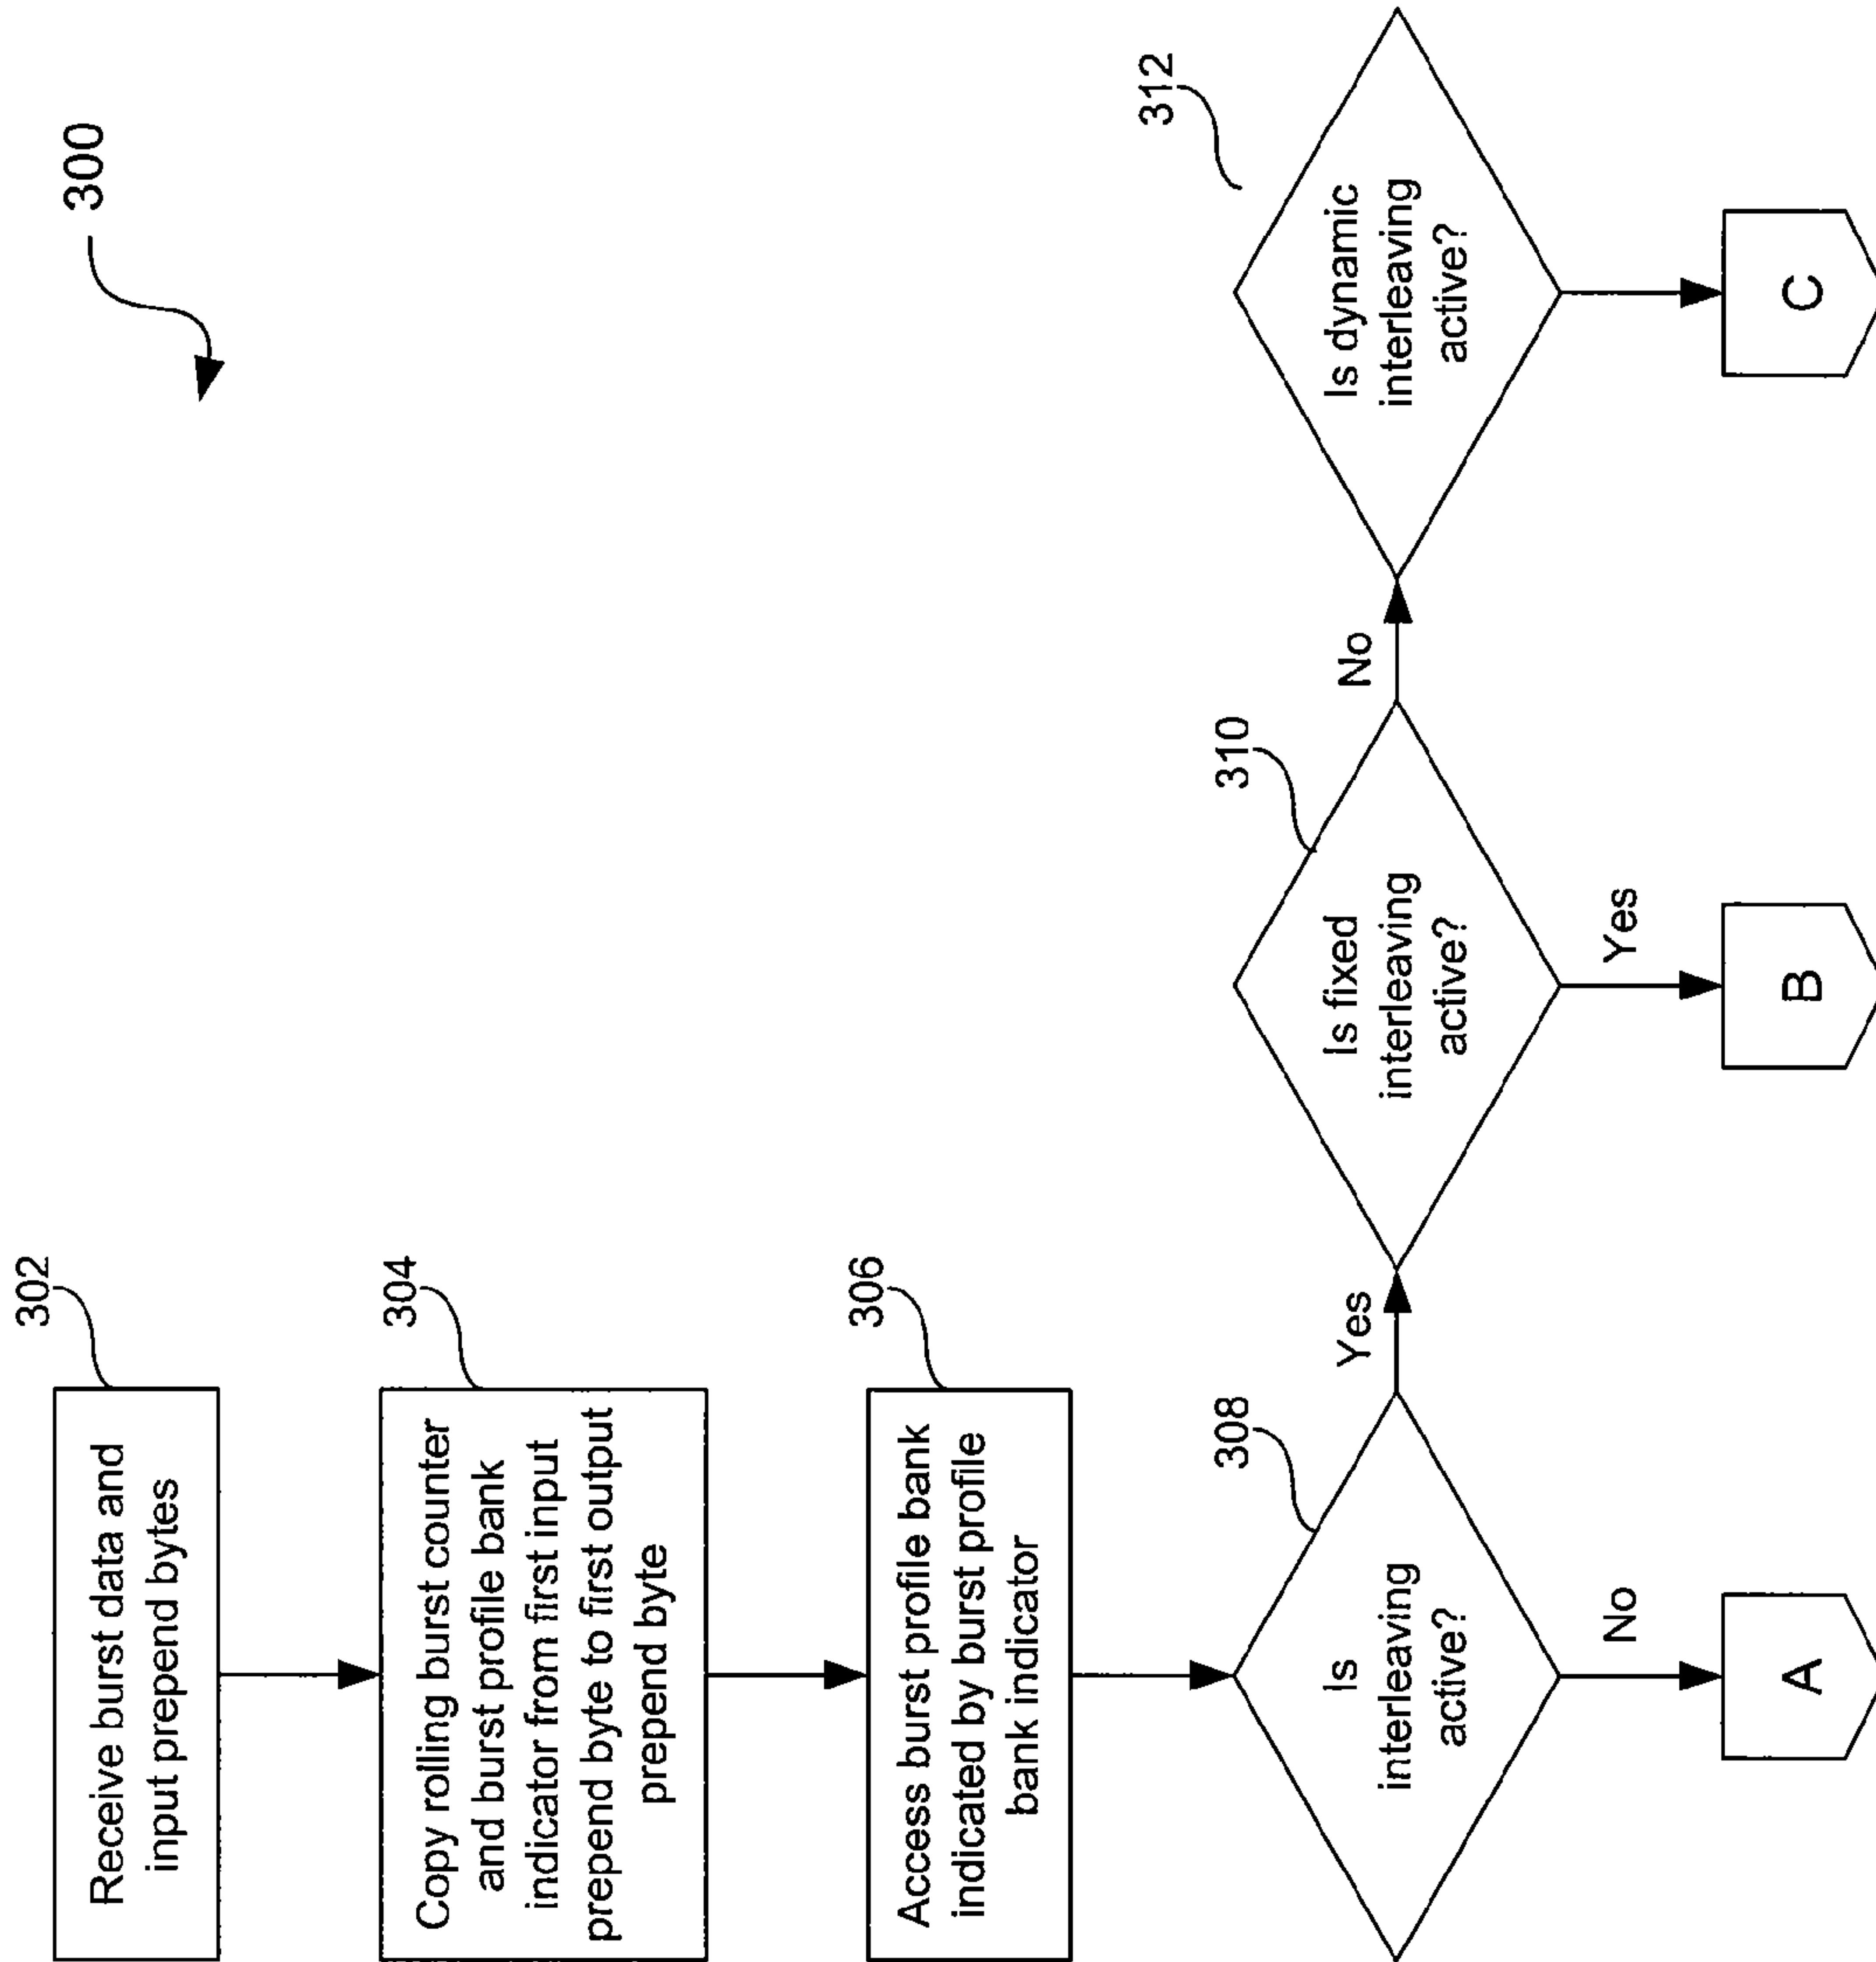 300
302
Receive burst data and
input prepend bytes
304
Copy rolling burst counter
and burst profile bank
indicator from first input
prepend byte to first output
prepend byte
306
Access burst profile bank
indicated by burst profile
bank indicator
308
Is
interleaving
active?
Yes
No
A
310
Is fixed
interleaving
active?
No
Yes
B
312
Is dynamic
interleaving
active?
C